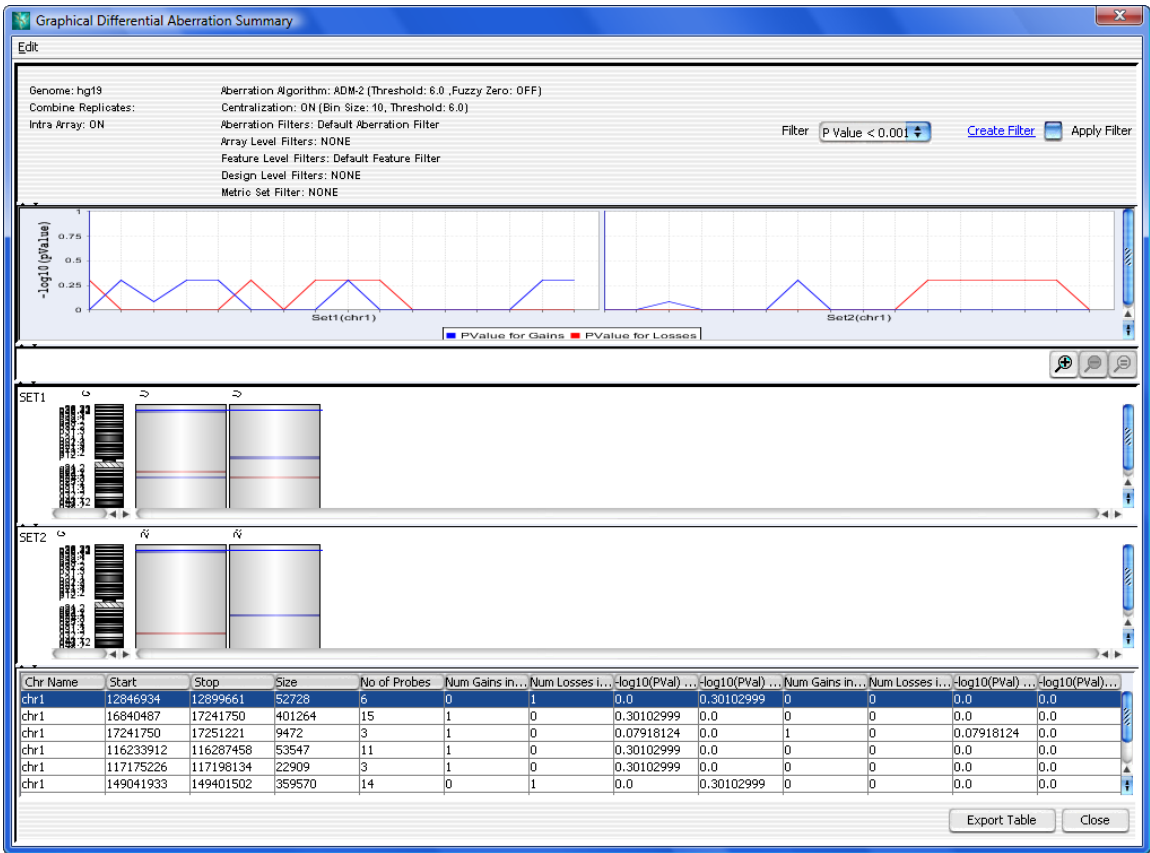 Graphical Differential Aberration Summary
Edit
Genome: hg19
Combine Replicates:
Intra Array: ON
Aberration Algorithm: ADM-2 (Threshold: 6.0 ,Fuzzy Zero: OFF)
Centralization: ON (Bin Size: 10, Threshold: 6.0)
Aberration Filters: Default Aberration Filter
Array Level Filters: NONE
Feature Level Filters: Default Feature Filter
Design Level Filters: NONE
Metric Set Filter: NONE
Filter P Value < 0.001 Create Filter Apply Filter
-log10(pValue)
1
0.75
0.5
0.25
0
Set1(chr1) Set2(chr1)
PValue for Gains PValue for Losses
SET1
SET2
Chr Name Start Stop Size No of Probes Num Gains in... Num Losses i... -log10(PVal) ... -log10(PVal) ... Num Gains in... Num Losses i... -log10(PVal) ... -log10(PVal)...
chr1 12846934 12899661 52728 6 0 1 0.0 0.30102999 0 0 0.0 0.0
chr1 16840487 17241750 401264 15 1 0 0.30102999 0.0 0 0 0.0 0.0
chr1 17241750 17251221 9472 3 1 0 0.07918124 0.0 1 0 0.07918124 0.0
chr1 116233912 116287458 53547 11 1 0 0.30102999 0.0 0 0 0.0 0.0
chr1 117175226 117198134 22909 3 1 0 0.30102999 0.0 0 0 0.0 0.0
chr1 149041933 149401502 359570 14 0 1 0.0 0.30102999 0 0 0.0 0.0
Export Table Close